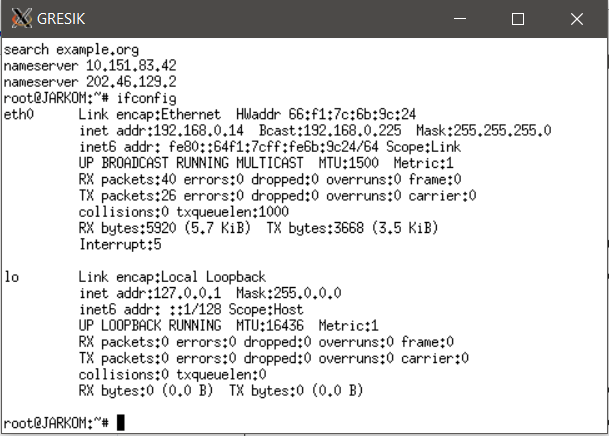 GRESIK
search example.org
nameserver 10.151.83.42
nameserver 202.46.129.2
root@JARKOM:~# ifconfig
eth0      Link encap:Ethernet  HWaddr 66:f1:7c:6b:9c:24
          inet addr:192.168.0.14  Bcast:192.168.0.225  Mask:255.255.255.0
          inet6 addr: fe80::64f1:7cff:fe6b:9c24/64 Scope:Link
          UP BROADCAST RUNNING MULTICAST  MTU:1500  Metric:1
          RX packets:40 errors:0 dropped:0 overruns:0 frame:0
          TX packets:26 errors:0 dropped:0 overruns:0 carrier:0
          collisions:0 txqueuelen:1000
          RX bytes:5920 (5.7 KiB)  TX bytes:3668 (3.5 KiB)
          Interrupt:5
lo        Link encap:Local Loopback
          inet addr:127.0.0.1  Mask:255.0.0.0
          inet6 addr: ::1/128 Scope:Host
          UP LOOPBACK RUNNING  MTU:16436  Metric:1
          RX packets:0 errors:0 dropped:0 overruns:0 frame:0
          TX packets:0 errors:0 dropped:0 overruns:0 carrier:0
          collisions:0 txqueuelen:0
          RX bytes:0 (0.0 B)  TX bytes:0 (0.0 B)
root@JARKOM:~#